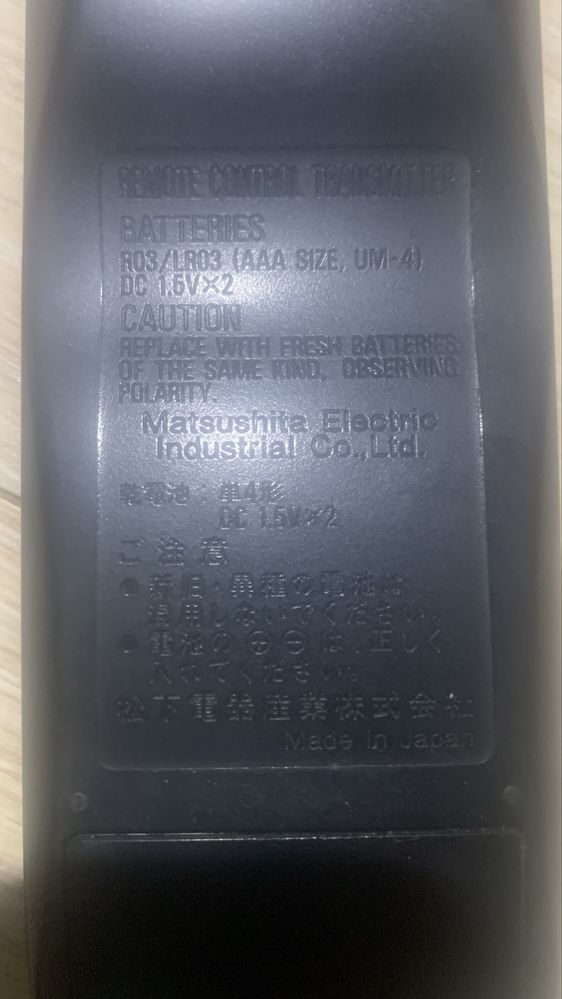 REMOTE CONTROL TRANSMITTER
BATTERIES
R03/LR03 (AAA SIZE, UM-4)
DC 1.5V×2
CAUTION
REPLACE WITH FRESH BATTERIES
OF THE SAME KIND, OBSERVING
POLARITY.
Matsushita Electric
Industrial Co.,Ltd.
乾電池：単4形
DC 1.5V×2
ご注意
●新旧・異種の電池は、
混用しないでください。
●電池の⊕⊖は、正しく
入れてください。
松下電器産業株式会社
Made in Japan